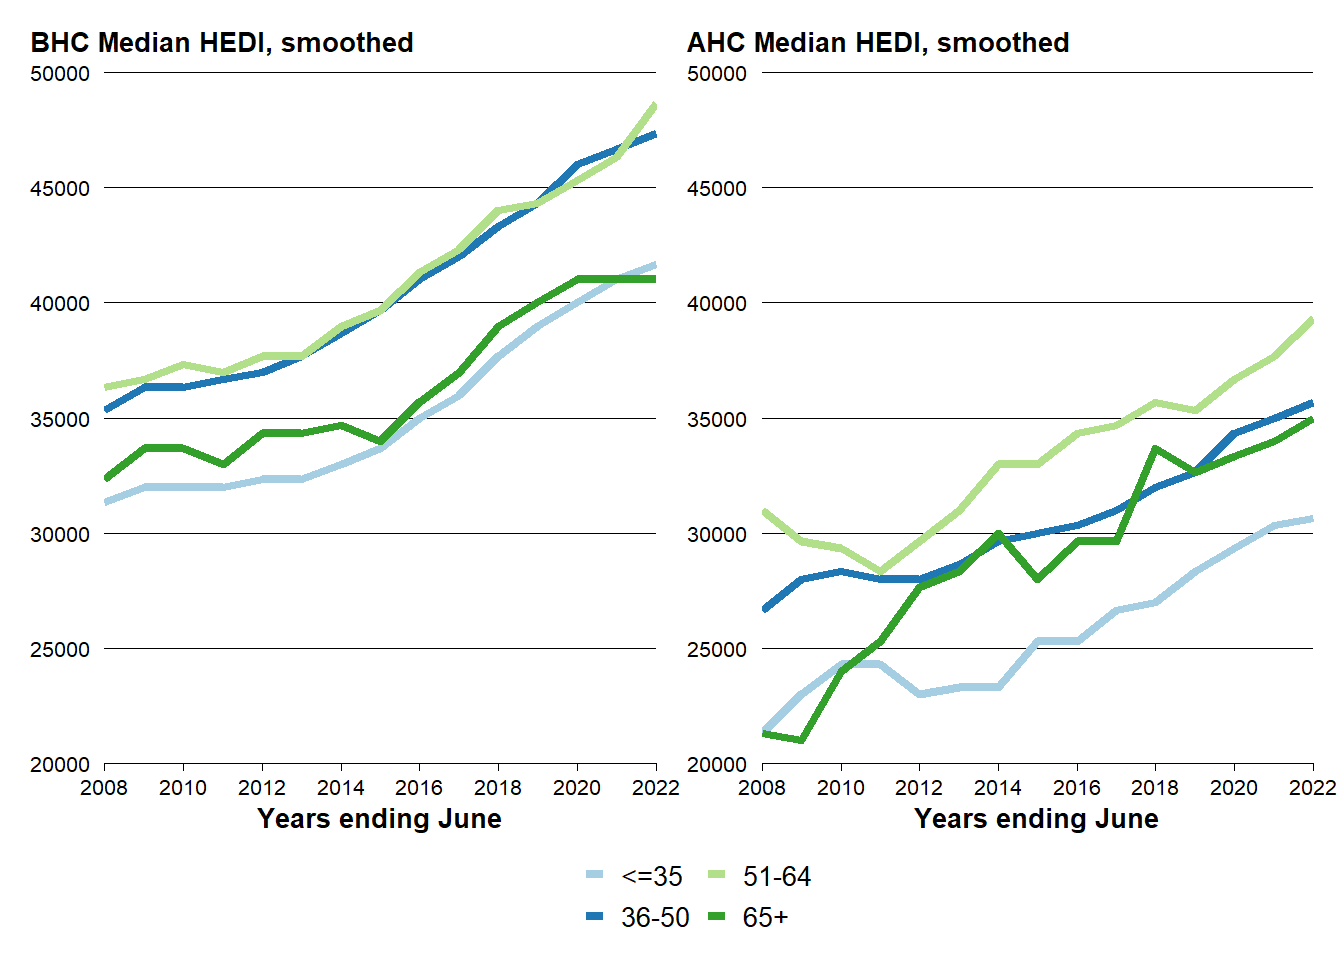 BHC Median HEDI, smoothed
50000
45000
40000
35000
30000
25000
20000
2008 2010 2012 2014 2016 2018 2020 2022
Years ending June
AHC Median HEDI, smoothed
50000
45000
40000
35000
30000
25000
20000
2008 2010 2012 2014 2016 2018 2020 2022
Years ending June
<=35 51-64
36-50 65+